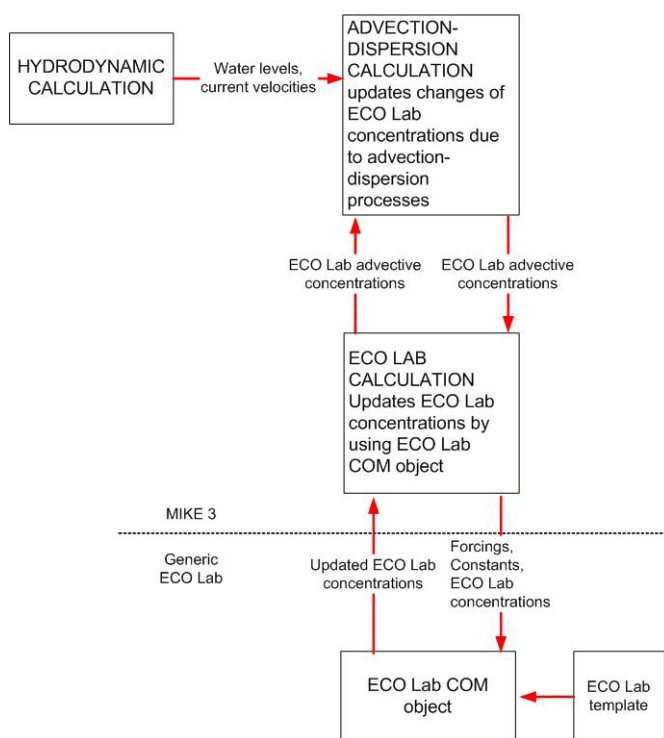 HYDRODYNAMIC
CALCULATION
Water levels,
current velocities
ADVECTION-
DISPERSION
CALCULATION
updates changes of
ECO Lab
concentrations due
to advection-
dispersion
processes
ECO Lab advective
concentrations
ECO Lab advective
concentrations
ECO LAB
CALCULATION
Updates ECO Lab
concentrations by
using ECO Lab
COM object
MIKE 3
Generic
ECO Lab
Updated ECO Lab
concentrations
Forcings,
Constants,
ECO Lab
concentrations
ECO Lab COM
object
ECO Lab
template